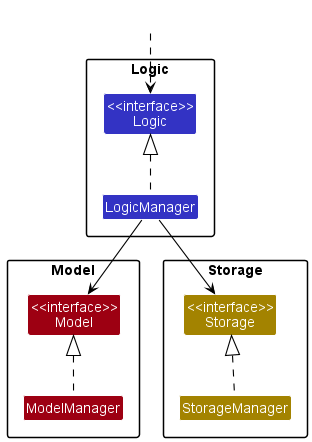 Logic
<<interface>>
Logic
LogicManager
Model
<<interface>>
Model
ModelManager
Storage
<<interface>>
Storage
StorageManager